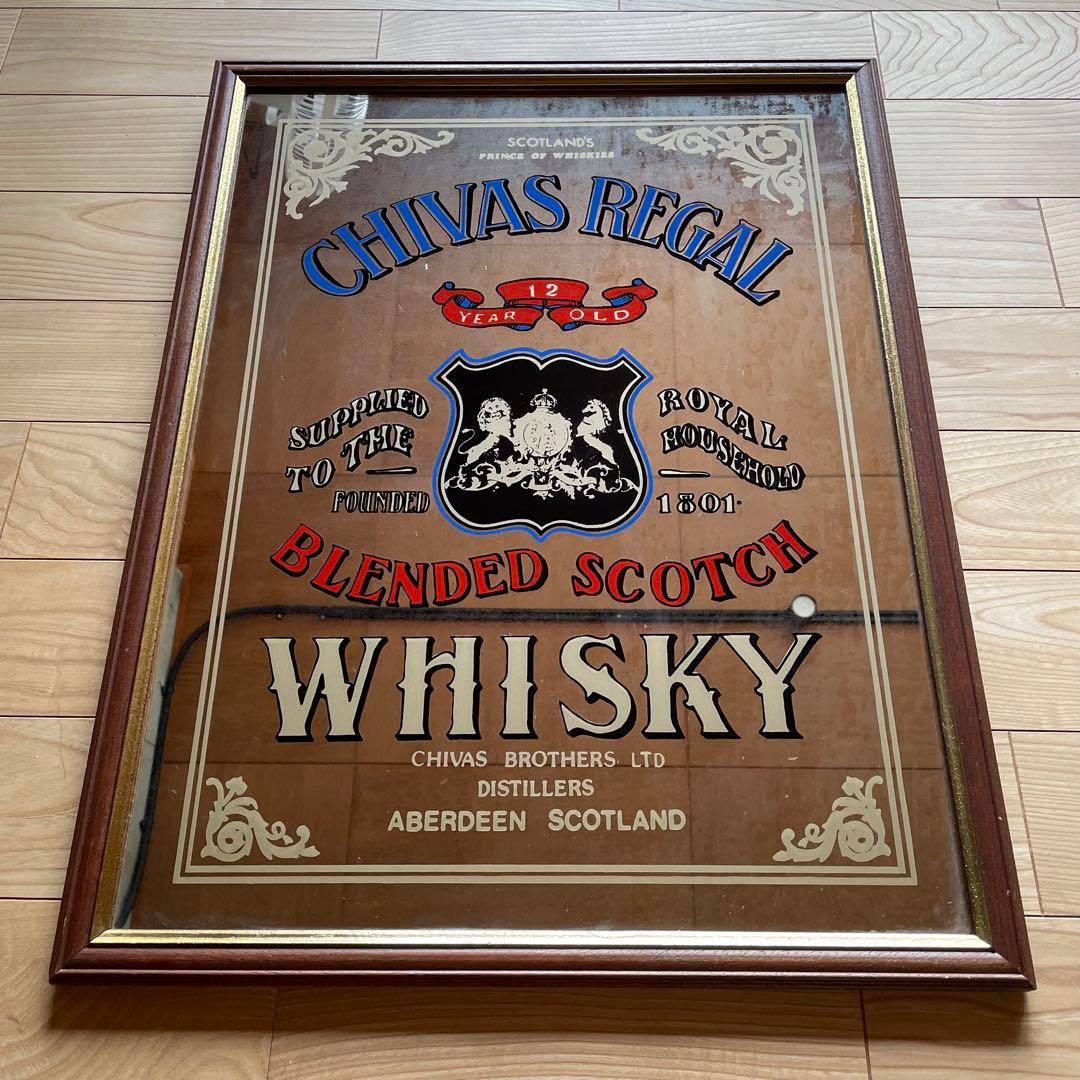 SCOTLAND'S
PRINCE OF WHISKIES
CHIVAS REGAL
12
YEAR OLD
SUPPLIED
TO THE
ROYAL
HOUSEHOLD
FOUNDED 1801.
BLENDED SCOTCH
WHISKY
CHIVAS BROTHERS. LTD
DISTILLERS
ABERDEEN SCOTLAND